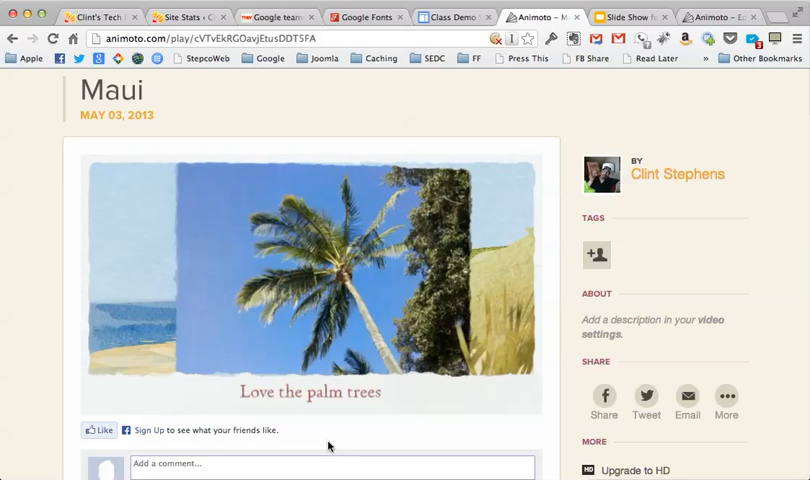 Clint's Tech
Site Stats ‹ C
Google team
Google Fonts
Class Demo
Animoto – M
Slide Show fo
Animoto – E
animoto.com/play/cVTvEkRGOavjEtusDDT5FA
Apps
StepcoWeb
Google
Joomla
Caching
SEDC
FF
Press This
FB Share
Read Later
»
Other Bookmarks
Maui
MAY 03, 2013
BY
Clint Stephens
TAGS
ABOUT
Add a description in your video
settings.
SHARE
Share
Tweet
Email
More
MORE
HD Upgrade to HD
Love the palm trees
Like
Sign Up to see what your friends like.
Add a comment...